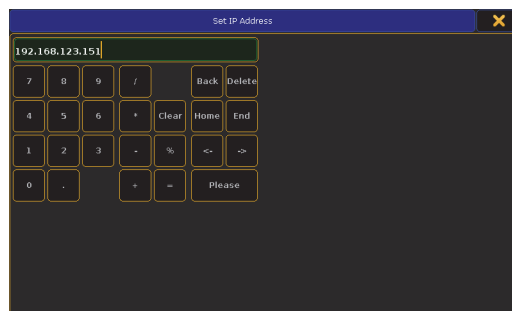 Set IP Address
192.168.123.151
7 8 9 / Back Delete
4 5 6 * Clear Home End
1 2 3 - % <- ->
0 . + = Please